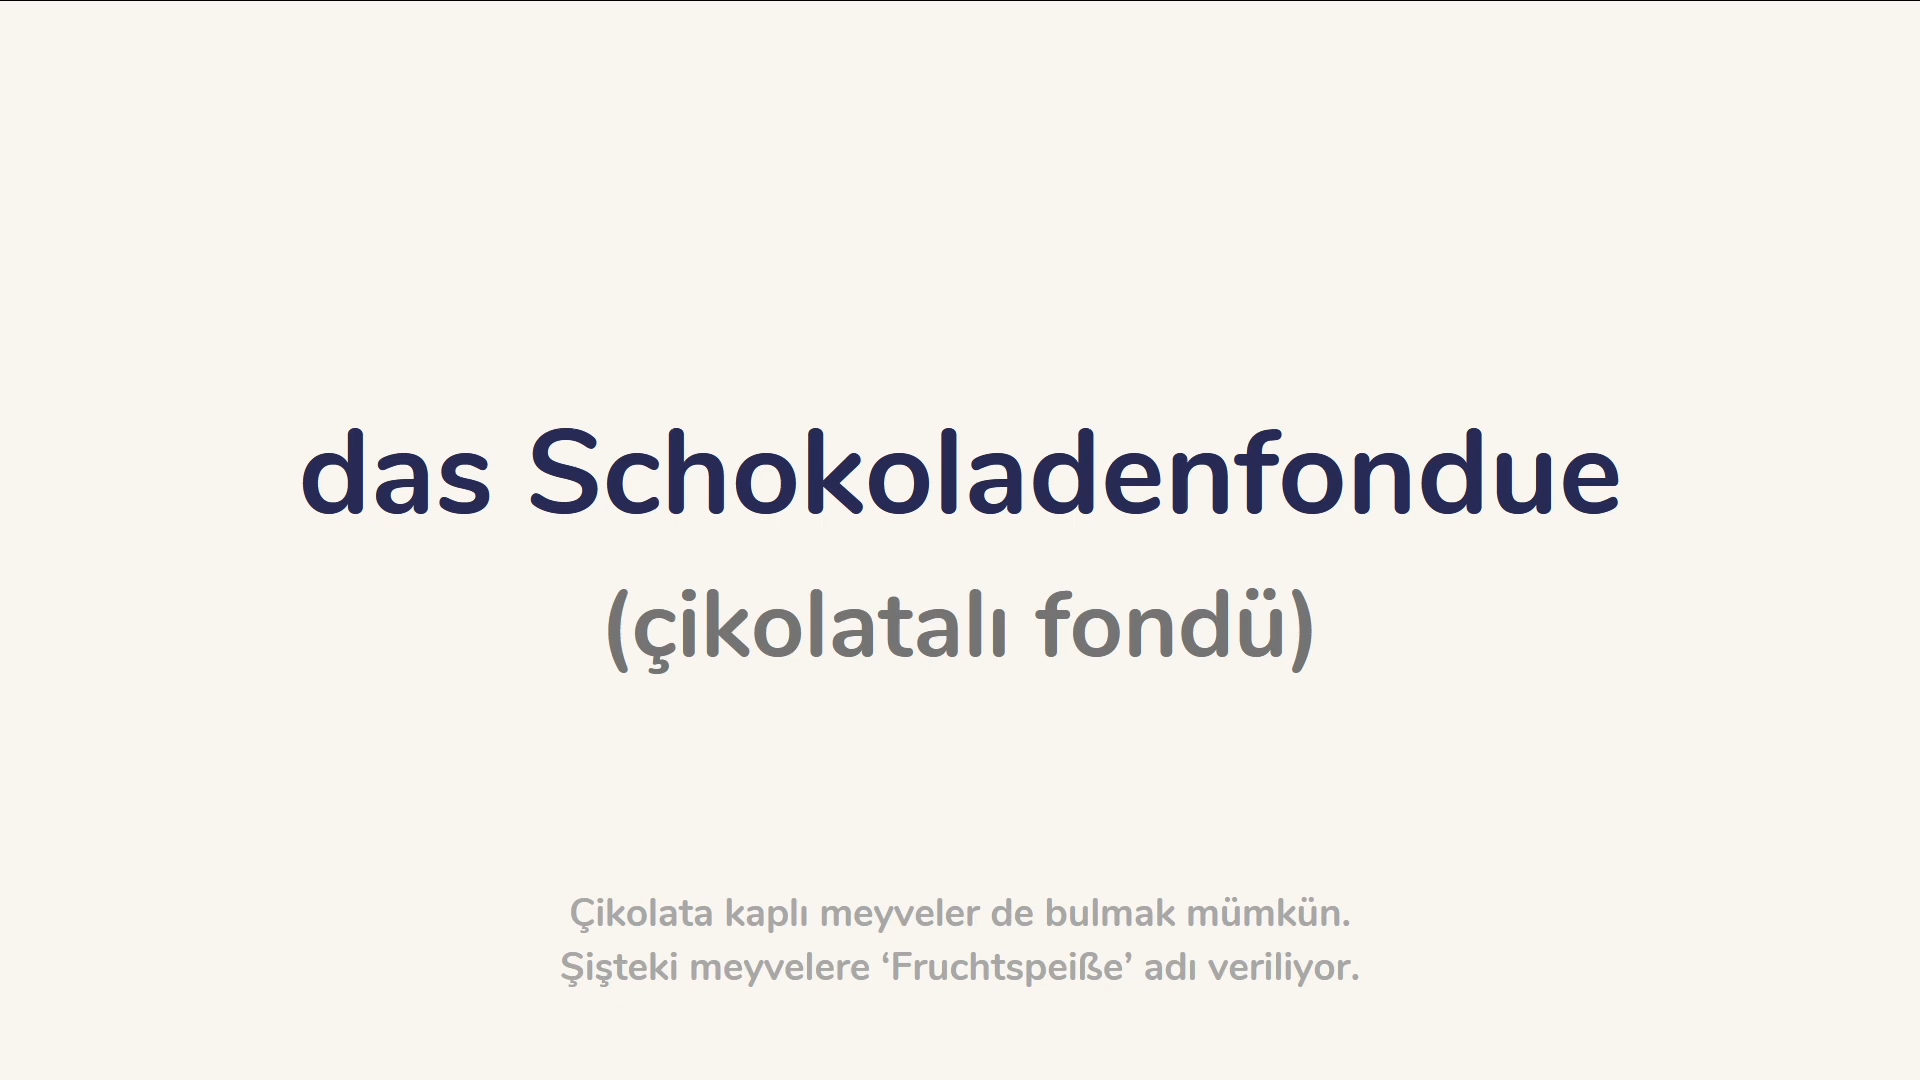 das Schokoladenfondue
(çikolatalı fondü)
Çikolata kaplı meyveler de bulmak mümkün.
Şişteki meyvelere ‘Fruchtspeiße’ adı veriliyor.